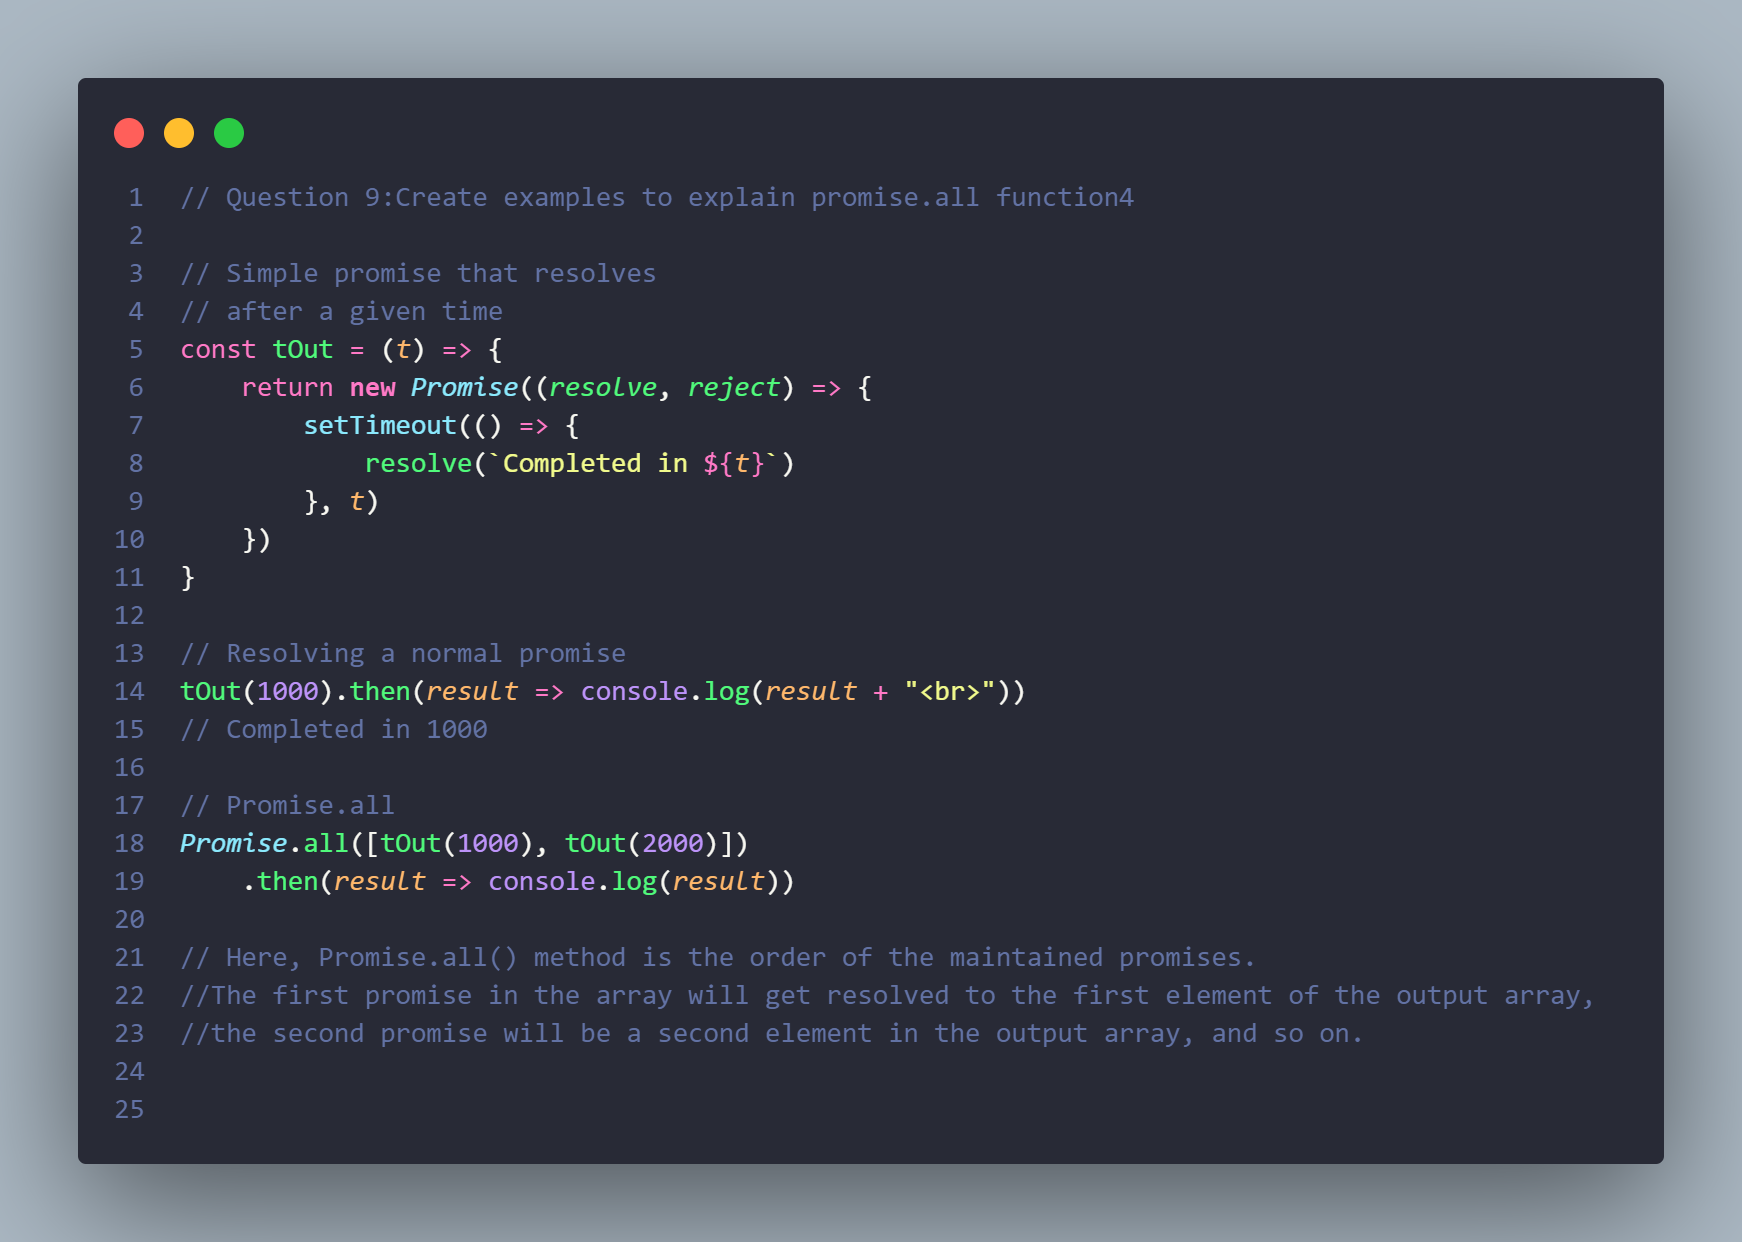 1 // Question 9:Create examples to explain promise.all function4
2
3 // Simple promise that resolves
4 // after a given time
5 const tOut = (t) => {
6     return new Promise((resolve, reject) => {
7         setTimeout(() => {
8             resolve(`Completed in ${t}`)
9         }, t)
10     })
11 }
12
13 // Resolving a normal promise
14 tOut(1000).then(result => console.log(result + "<br>"))
15 // Completed in 1000
16
17 // Promise.all
18 Promise.all([tOut(1000), tOut(2000)])
19     .then(result => console.log(result))
20
21 // Here, Promise.all() method is the order of the maintained promises.
22 //The first promise in the array will get resolved to the first element of the output array,
23 //the second promise will be a second element in the output array, and so on.
24
25